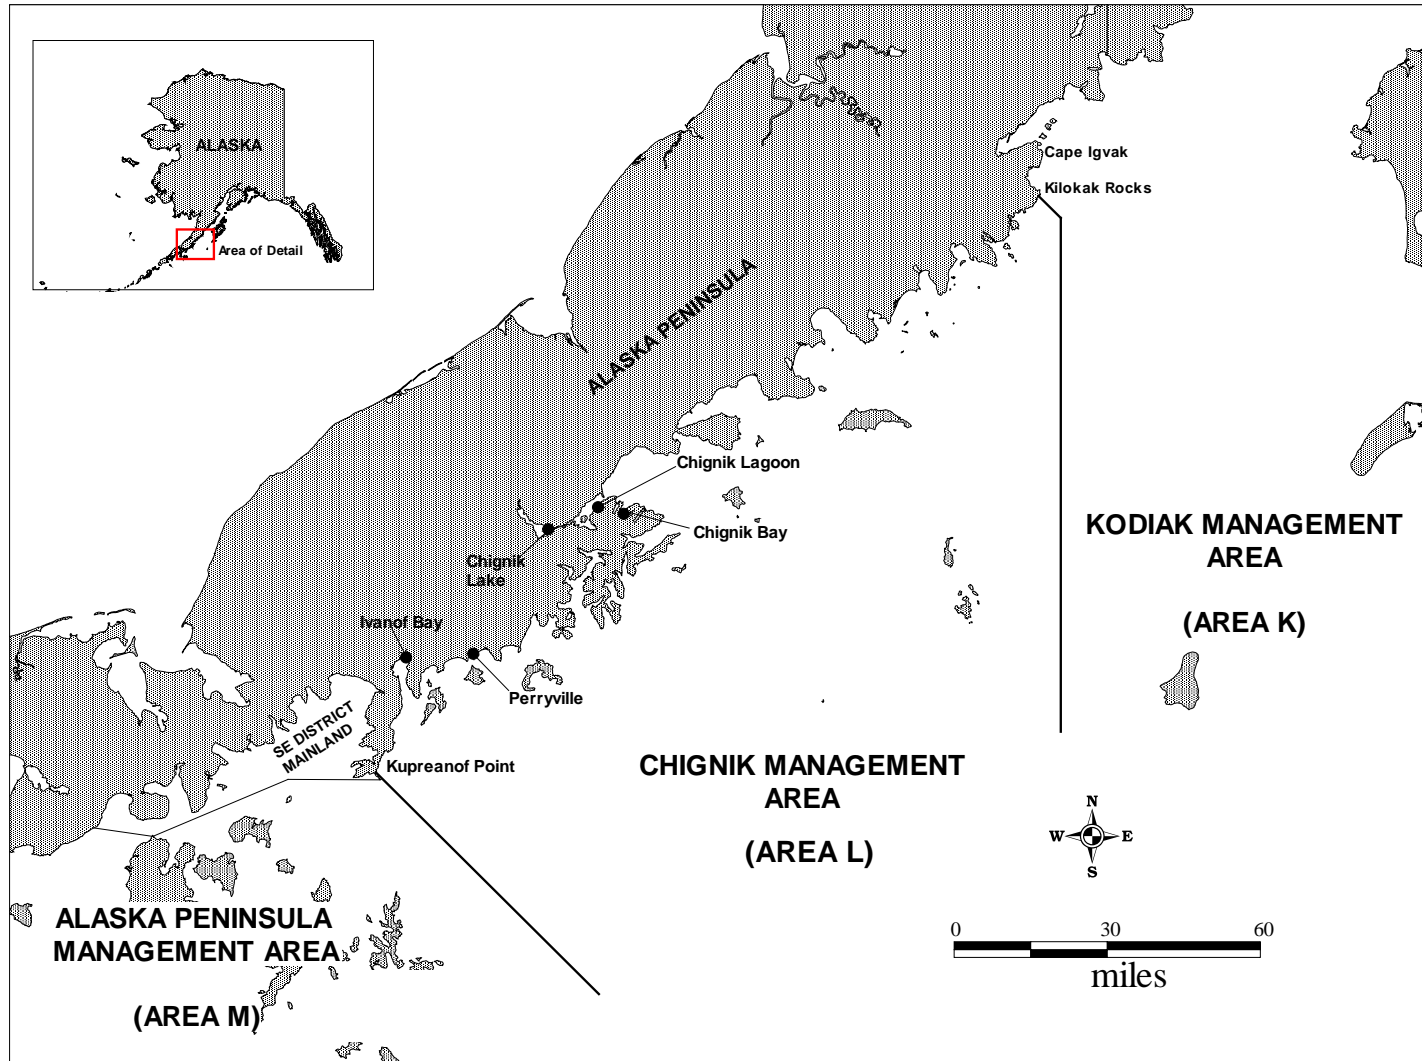 ALASKA
Area of Detail
Cape Igvak
Kilokak Rocks
ALASKA PENINSULA
Chignik Lagoon
Chignik Bay
Chignik
Lake
KODIAK MANAGEMENT
AREA
(AREA K)
Ivanof Bay
Perryville
SE DISTRICT
MAINLAND
Kupreanof Point
CHIGNIK MANAGEMENT
AREA
(AREA L)
N
W
E
S
ALASKA PENINSULA
MANAGEMENT AREA
(AREA M)
0 30 60
miles